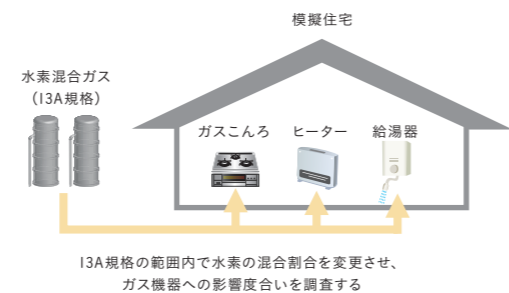 模擬住宅
水素混合ガス
(13A規格)
ガスこんろ ヒーター 給湯器
13A規格の範囲内で水素の混合割合を変更させ、
ガス機器への影響度合いを調査する